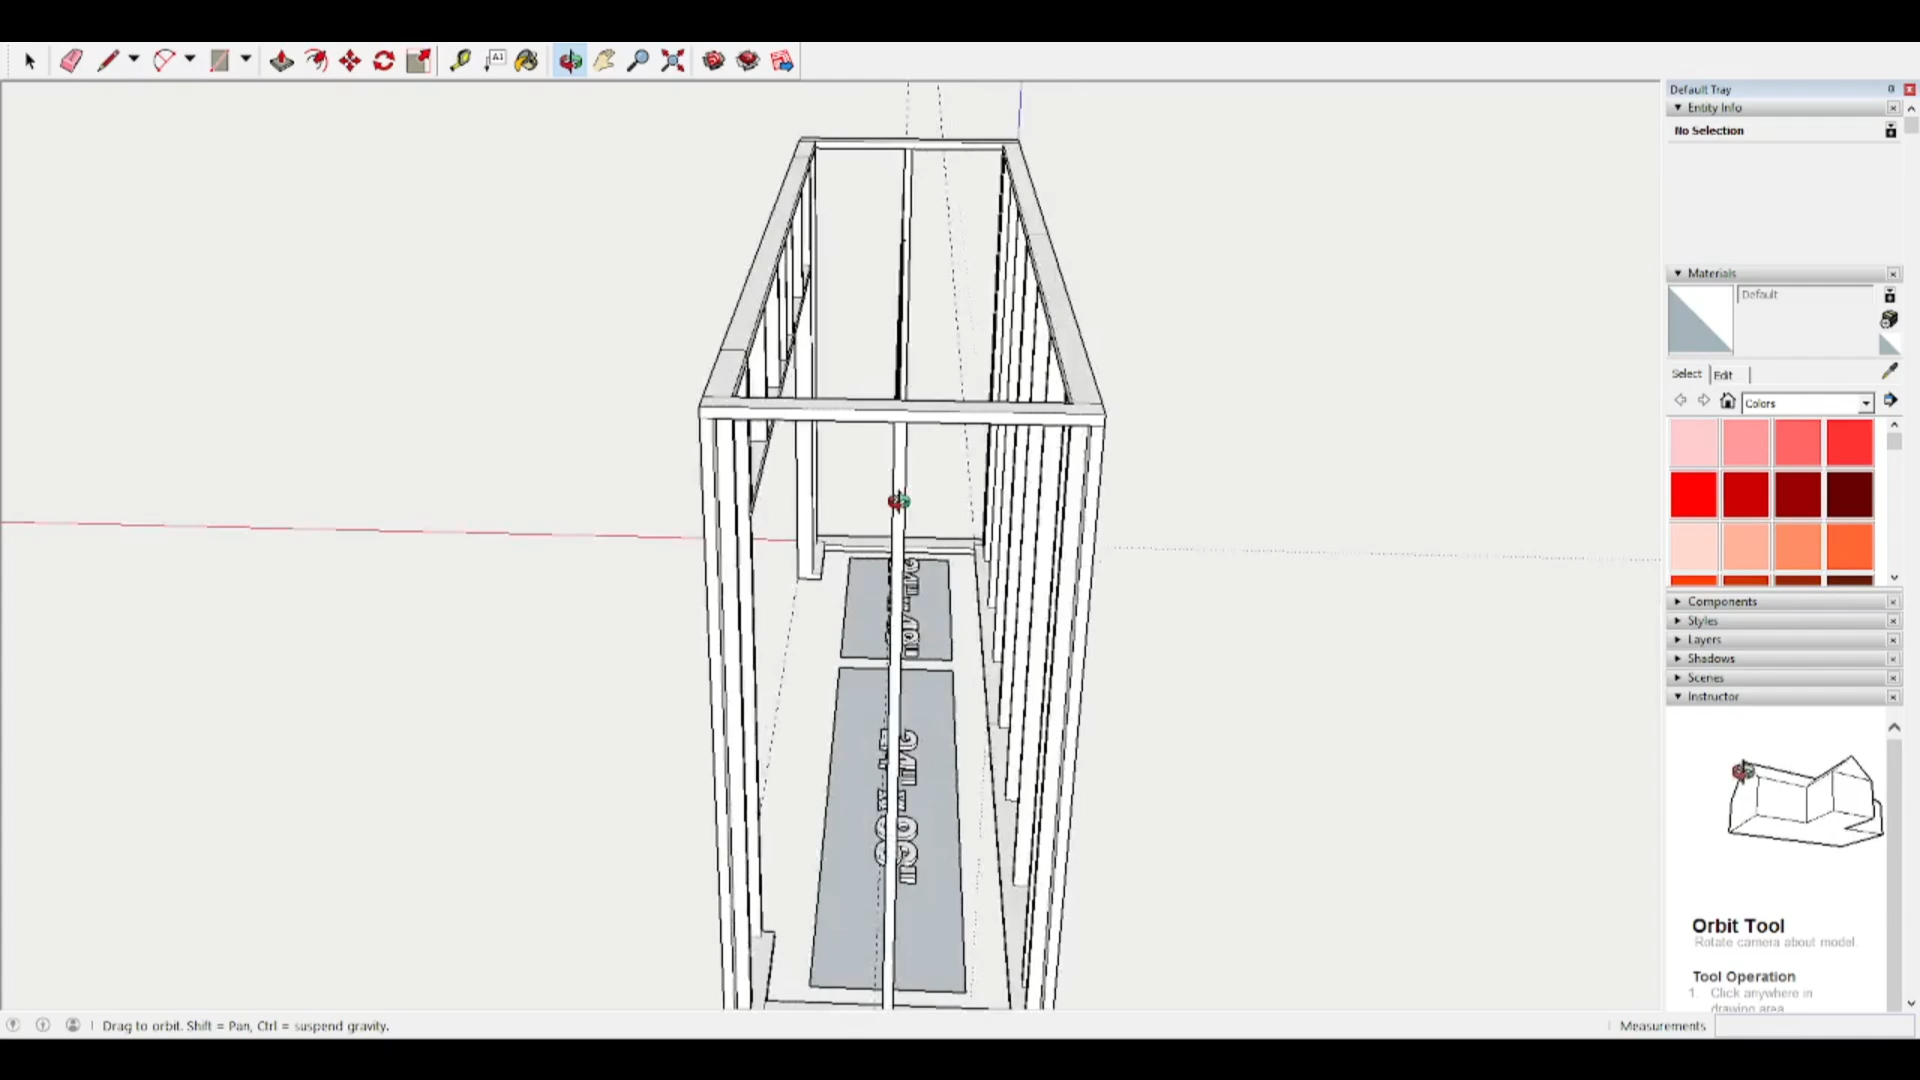 A1
Default Tray
Entity Info
No Selection
Materials
Default
Select
Edit
Colors
Components
Styles
Layers
Shadows
Scenes
Instructor
Orbit Tool
Rotate camera about model.
Tool Operation
1. Click anywhere in
drawing area
Drag to orbit. Shift = Pan, Ctrl = suspend gravity.
Measurements